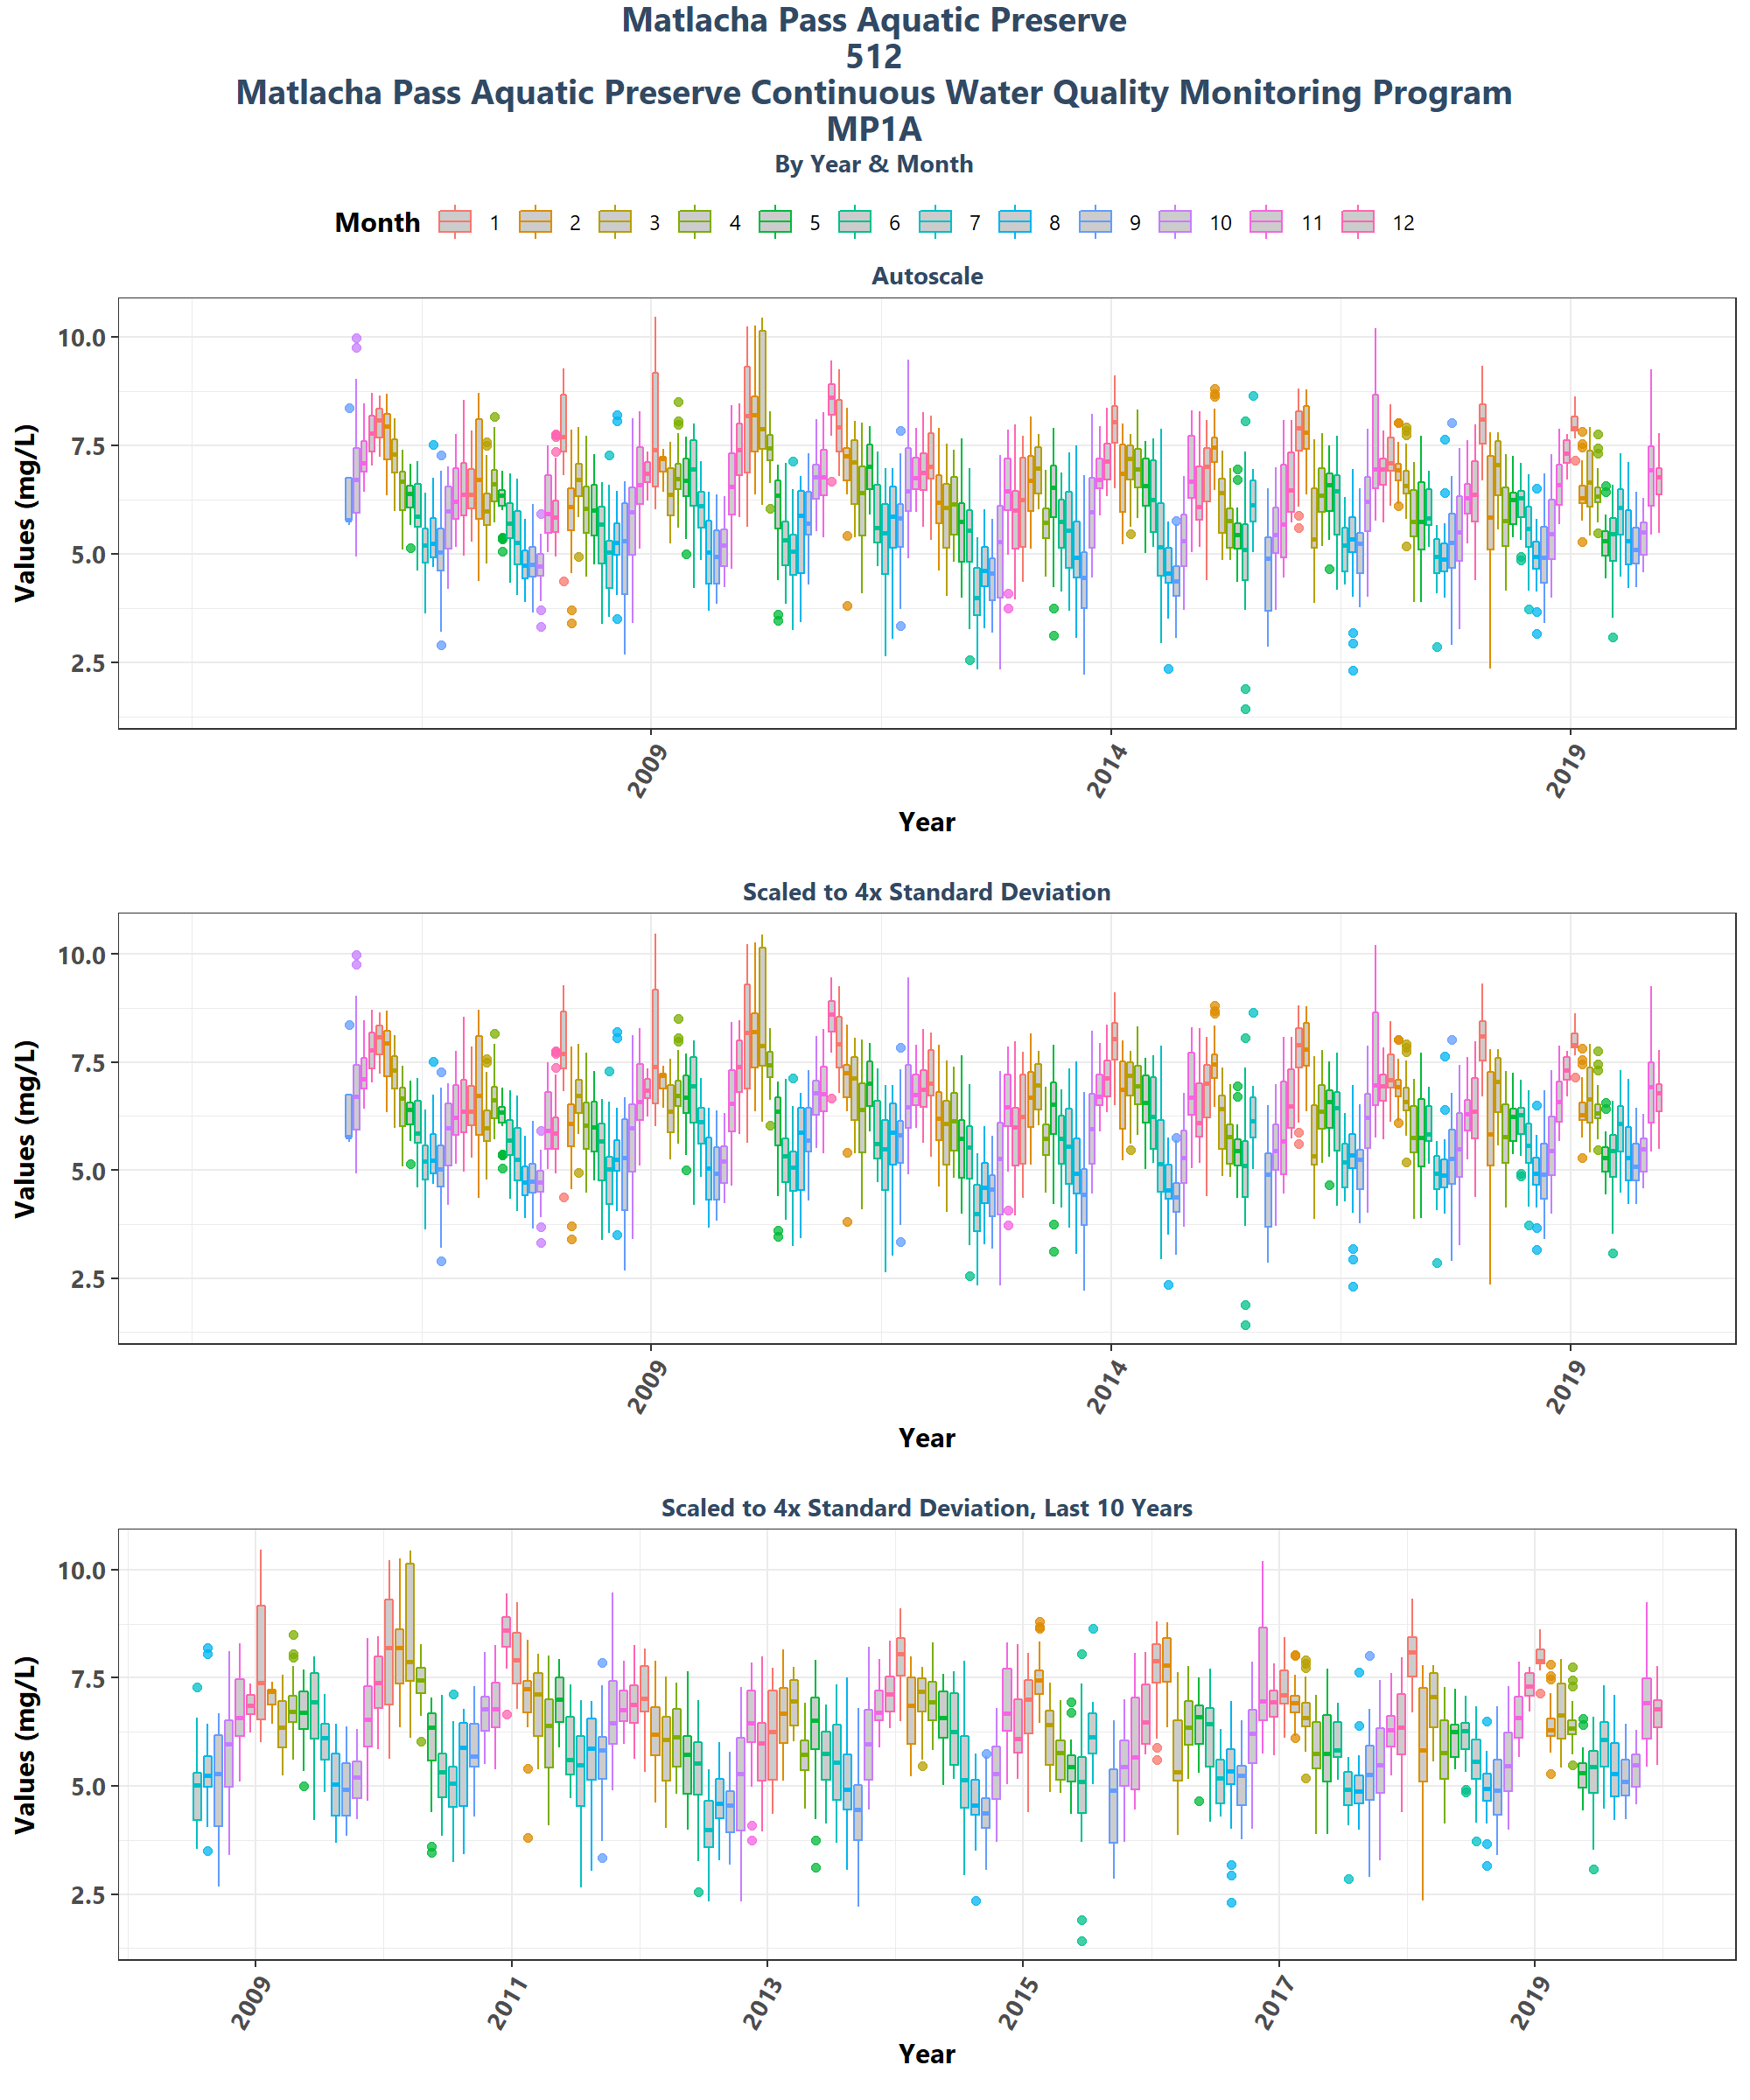 Matlacha Pass Aquatic Preserve
512
Matlacha Pass Aquatic Preserve Continuous Water Quality Monitoring Program
MP1A
By Year & Month
Month 1 2 3 4 5 6 7 8 9 10 11 12
Autoscale
Values (mg/L)
10.0
7.5
5.0
2.5
2009 2014 2019
Year
Scaled to 4x Standard Deviation
Values (mg/L)
10.0
7.5
5.0
2.5
2009 2014 2019
Year
Scaled to 4x Standard Deviation, Last 10 Years
Values (mg/L)
10.0
7.5
5.0
2.5
2009 2011 2013 2015 2017 2019
Year